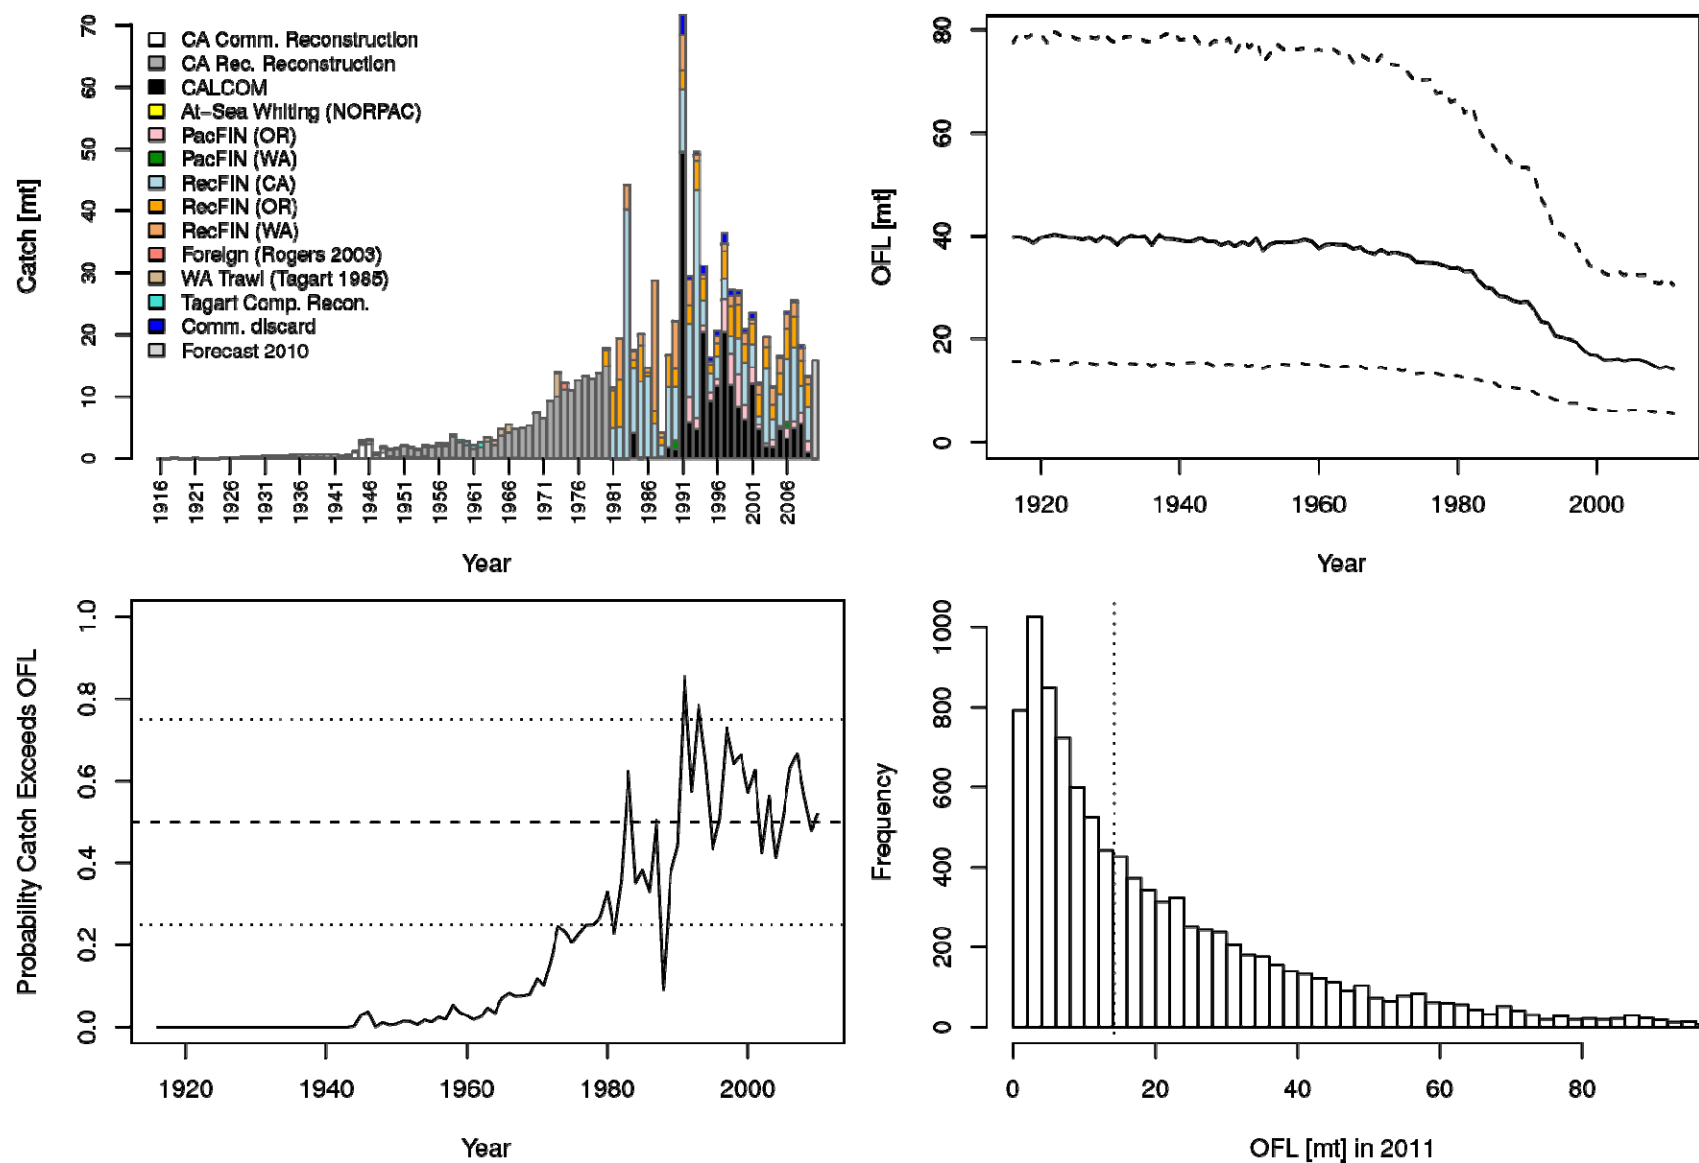 70
60
50
40
30
20
10
0
Catch [mt]
CA Comm. Reconstruction
CA Rec. Reconstruction
CALCOM
At-Sea Whiting (NORPAC)
PacFIN (OR)
PacFIN (WA)
RecFIN (CA)
RecFIN (OR)
RecFIN (WA)
Foreign (Rogers 2003)
WA Trawl (Tagart 1985)
Tagart Comp. Recon.
Comm. discard
Forecast 2010
1916 1921 1926 1931 1936 1941 1946 1951 1956 1961 1966 1971 1976 1981 1986 1991 1996 2001 2006
Year
80
60
40
20
0
OFL [mt]
1920 1940 1960 1980 2000
Year
1.0
0.8
0.6
0.4
0.2
0.0
Probability Catch Exceeds OFL
1920 1940 1960 1980 2000
Year
1000
800
600
400
200
0
Frequency
0 20 40 60 80
OFL [mt] in 2011